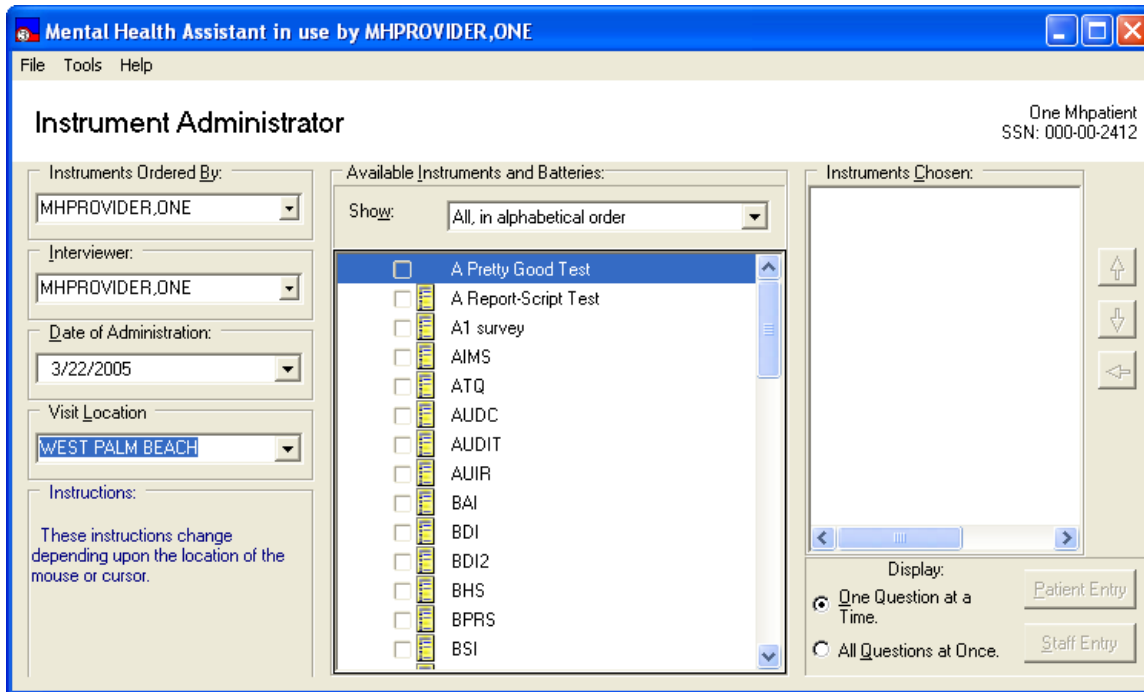 Mental Health Assistant in use by MHPROVIDER,ONE
File Tools Help
Instrument Administrator
One Mhpatient
SSN: 000-00-2412
Instruments Ordered By:
MHPROVIDER,ONE
Interviewer:
MHPROVIDER,ONE
Date of Administration:
3/22/2005
Visit Location
WEST PALM BEACH
Instructions:
These instructions change
depending upon the location of the
mouse or cursor.
Available Instruments and Batteries:
Show: All, in alphabetical order
A Pretty Good Test
A Report-Script Test
A1 survey
AIMS
ATQ
AUDC
AUDIT
AUIR
BAI
BDI
BDI2
BHS
BPRS
BSI
Instruments Chosen:
Display:
One Question at a
Time.
All Questions at Once.
Patient Entry
Staff Entry